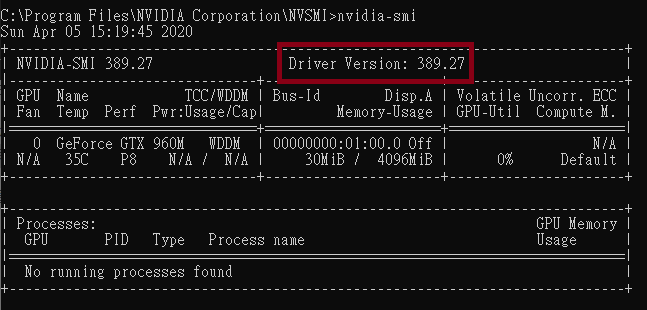 C:\Program Files\NVIDIA Corporation\NVSMI>nvidia-smi
Sun Apr 05 15:19:45 2020
+-----------------------------------------------------------------------------+
| NVIDIA-SMI 389.27                 Driver Version: 389.27                    |
|-------------------------------+----------------------+----------------------+
| GPU  Name            TCC/WDDM | Bus-Id        Disp.A | Volatile Uncorr. ECC |
| Fan  Temp  Perf  Pwr:Usage/Cap|         Memory-Usage | GPU-Util  Compute M. |
|===============================+======================+======================|
|   0  GeForce GTX 960M   WDDM  | 00000000:01:00.0 Off |                  N/A |
| N/A   35C    P8    N/A /  N/A |     30MiB /  4096MiB |      0%      Default |
+-------------------------------+----------------------+----------------------+
+-----------------------------------------------------------------------------+
| Processes:                                                       GPU Memory |
|  GPU       PID   Type   Process name                             Usage      |
|=============================================================================|
|  No running processes found                                                 |
+-----------------------------------------------------------------------------+